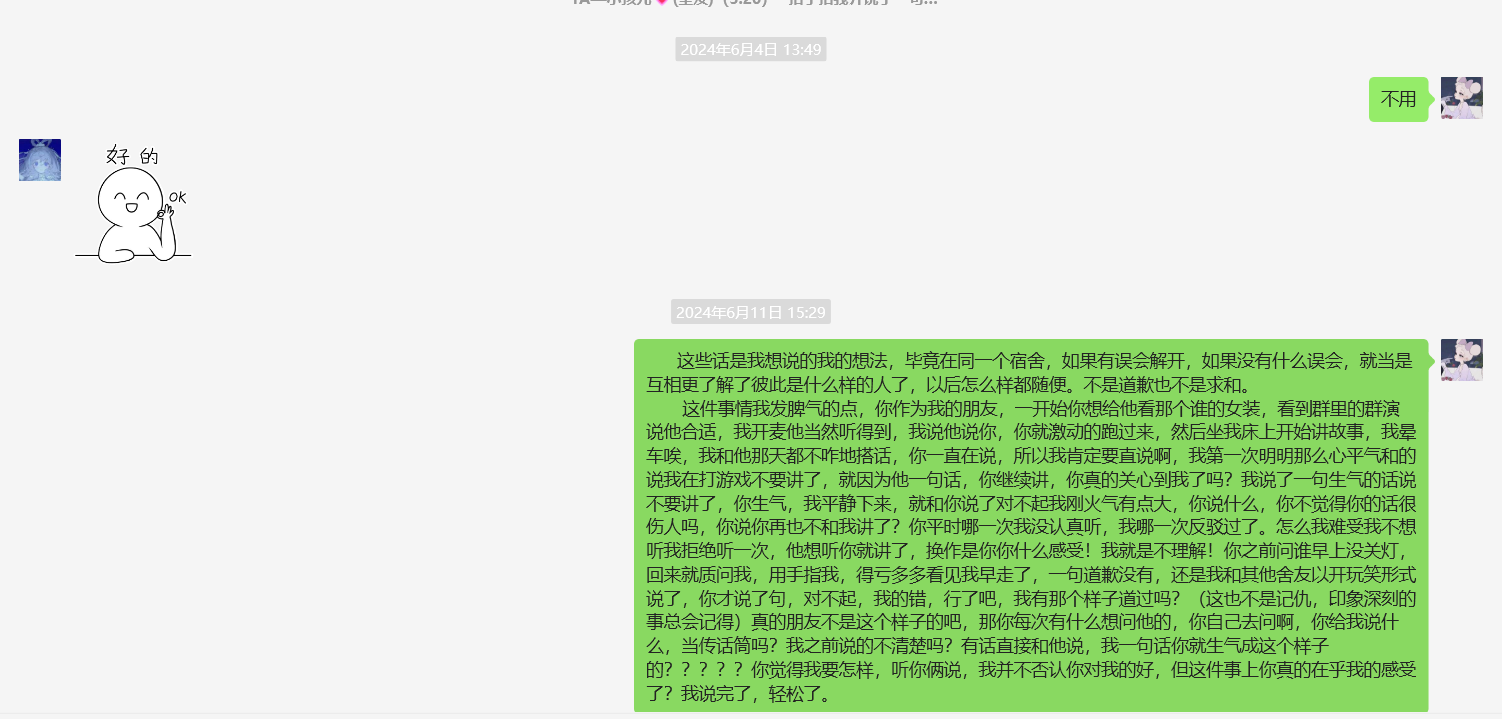 2024年6月4日 13:49
不用
好的
OK
2024年6月11日 15:29
这些话是我想说的我的想法，毕竟在同一个宿舍，如果有误会解开，如果没有什么误会，就当是
互相更了解了彼此是什么样的人了，以后怎么样都随便。不是道歉也不是求和。
这件事情我发脾气的点，你作为我的朋友，一开始你想给他看那个谁的女装，看到群里的群演
说他合适，我开麦他当然听得到，我说他说你，你就激动的跑过来，然后坐我床上开始讲故事，我晕
车唉，我和他那天都不咋地搭话，你一直在说，所以我肯定要直说啊，我第一次明明那么心平气和的
说我在打游戏不要讲了，就因为他一句话，你继续讲，你真的关心到我了吗？我说了一句生气的话说
不要讲了，你生气，我平静下来，就和你说了对不起我刚火气有点大，你说什么，你不觉得你的话很
伤人吗，你说你再也不和我讲了？你平时哪一次我没认真听，我哪一次反驳过了。怎么我难受我不想
听我拒绝听一次，他想听你就讲了，换作是你你什么感受！我就是不理解！你之前问谁早上没关灯，
回来就质问我，用手指我，得亏多多看见我早走了，一句道歉没有，还是我和其他舍友以开玩笑形式
说了，你才说了句，对不起，我的错，行了吧，我有那个样子道过吗？（这也不是记仇，印象深刻的
事总会记得）真的朋友不是这个样子的吧，那你每次有什么想问他的，你自己去问啊，你给我说什
么，当传话筒吗？我之前说的不清楚吗？有话直接和他说，我一句话你就生气成这个样子
的？？？？？你觉得我要怎样，听你俩说，我并不否认你对我的好，但这件事上你真的在乎我的感受
了？我说完了，轻松了。